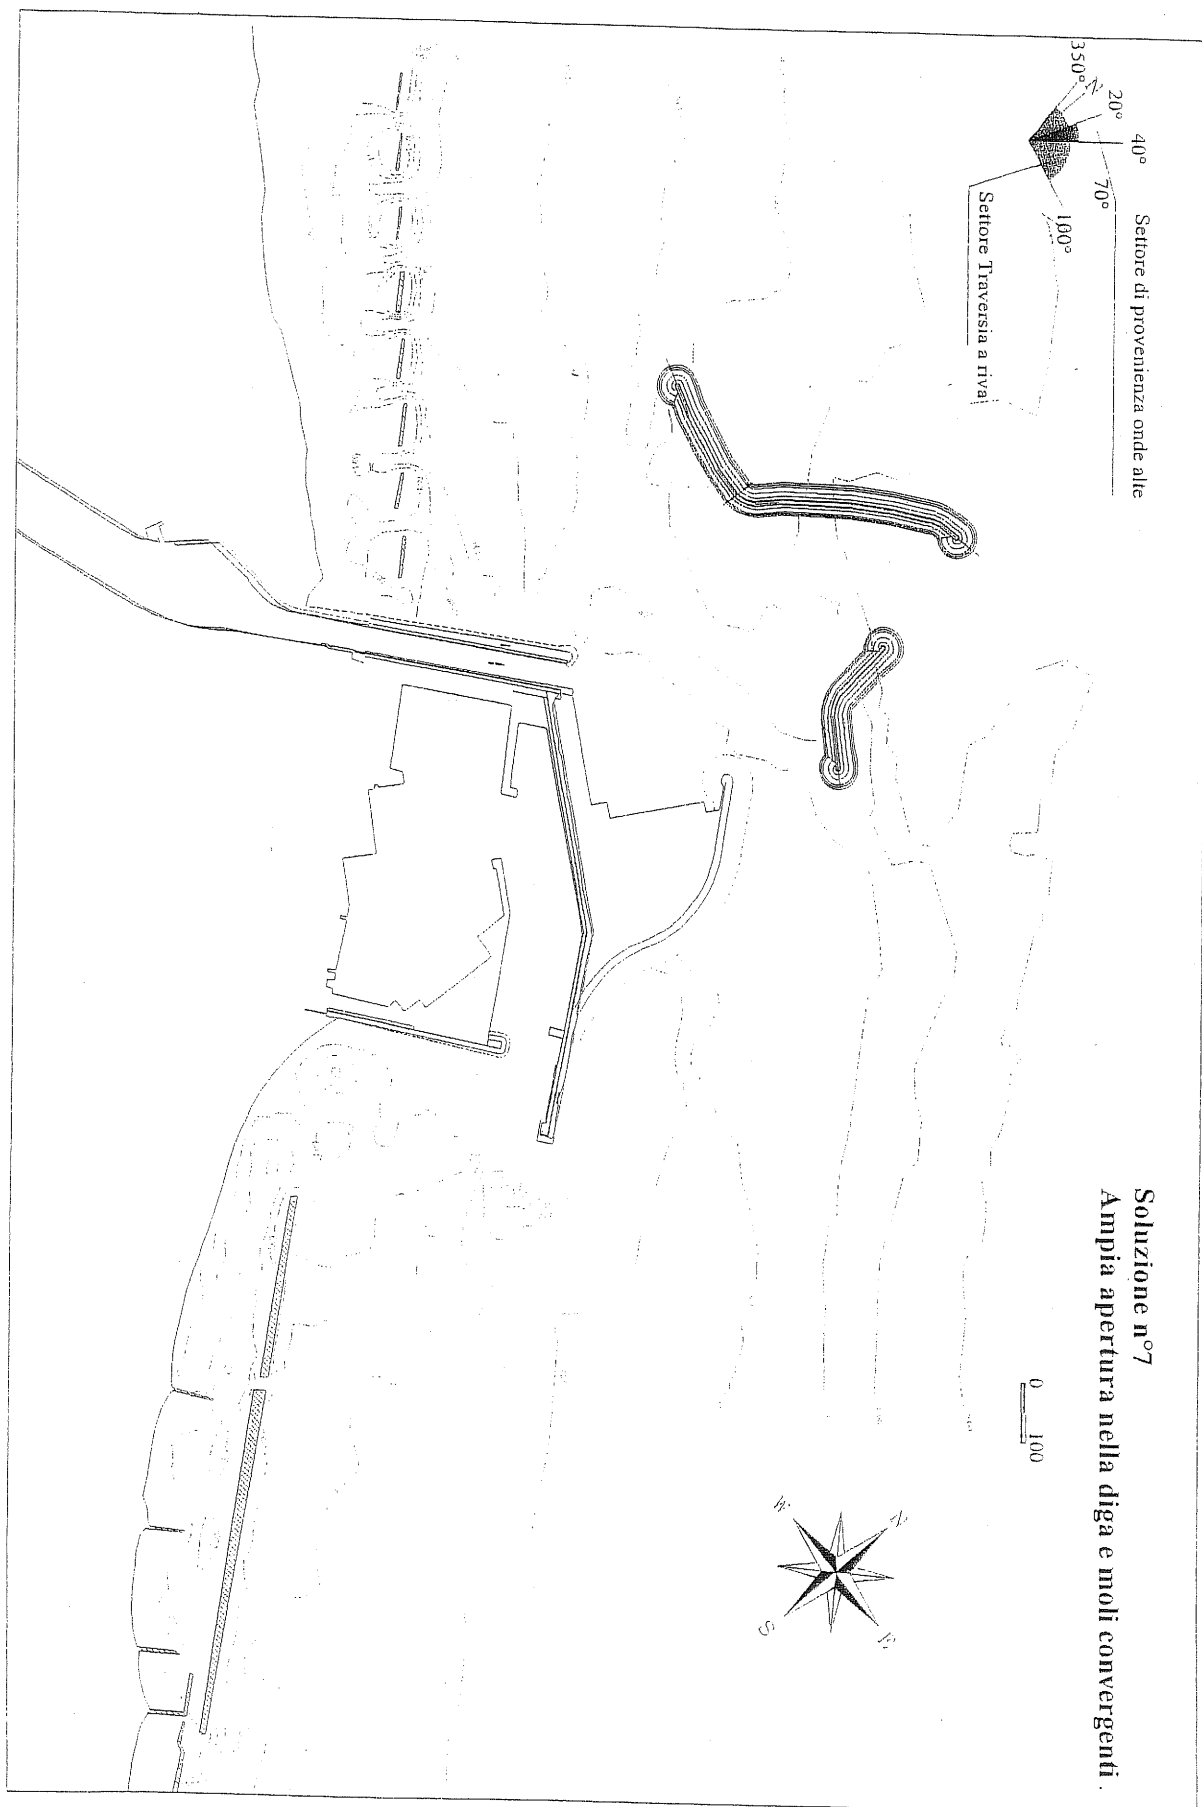 Soluzione n°7
Ampia apertura nella diga e moli convergenti.
350°
N
20°
40°
70°
100°
Settore di provenienza onde alte
Settore Traversia a riva
0 100
N
E
S
W